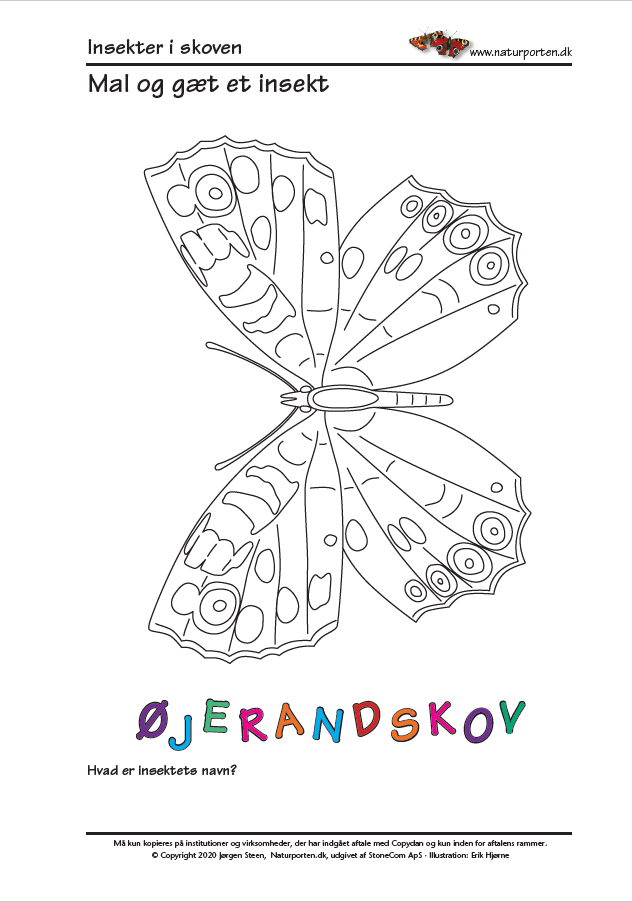 Insekter i skoven
www.naturporten.dk
Mal og gæt et insekt
ØJERANDSKOV
Hvad er insektets navn?
Må kun kopieres på institutioner og virksomheder, der har indgået aftale med Copydan og kun inden for aftalens rammer.
© Copyright 2020 Jørgen Steen, Naturporten.dk, udgivet af StoneCom ApS - Illustration: Erik Hjørne